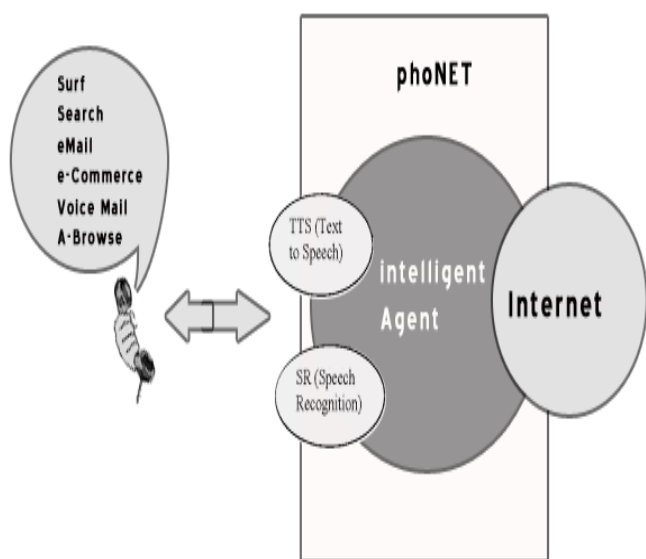 Surf
Search
eMail
e-Commerce
Voice Mail
A-Browse
phoNET
TTS (Text
to Speech)
intelligent
Agent
Internet
SR (Speech
Recognition)